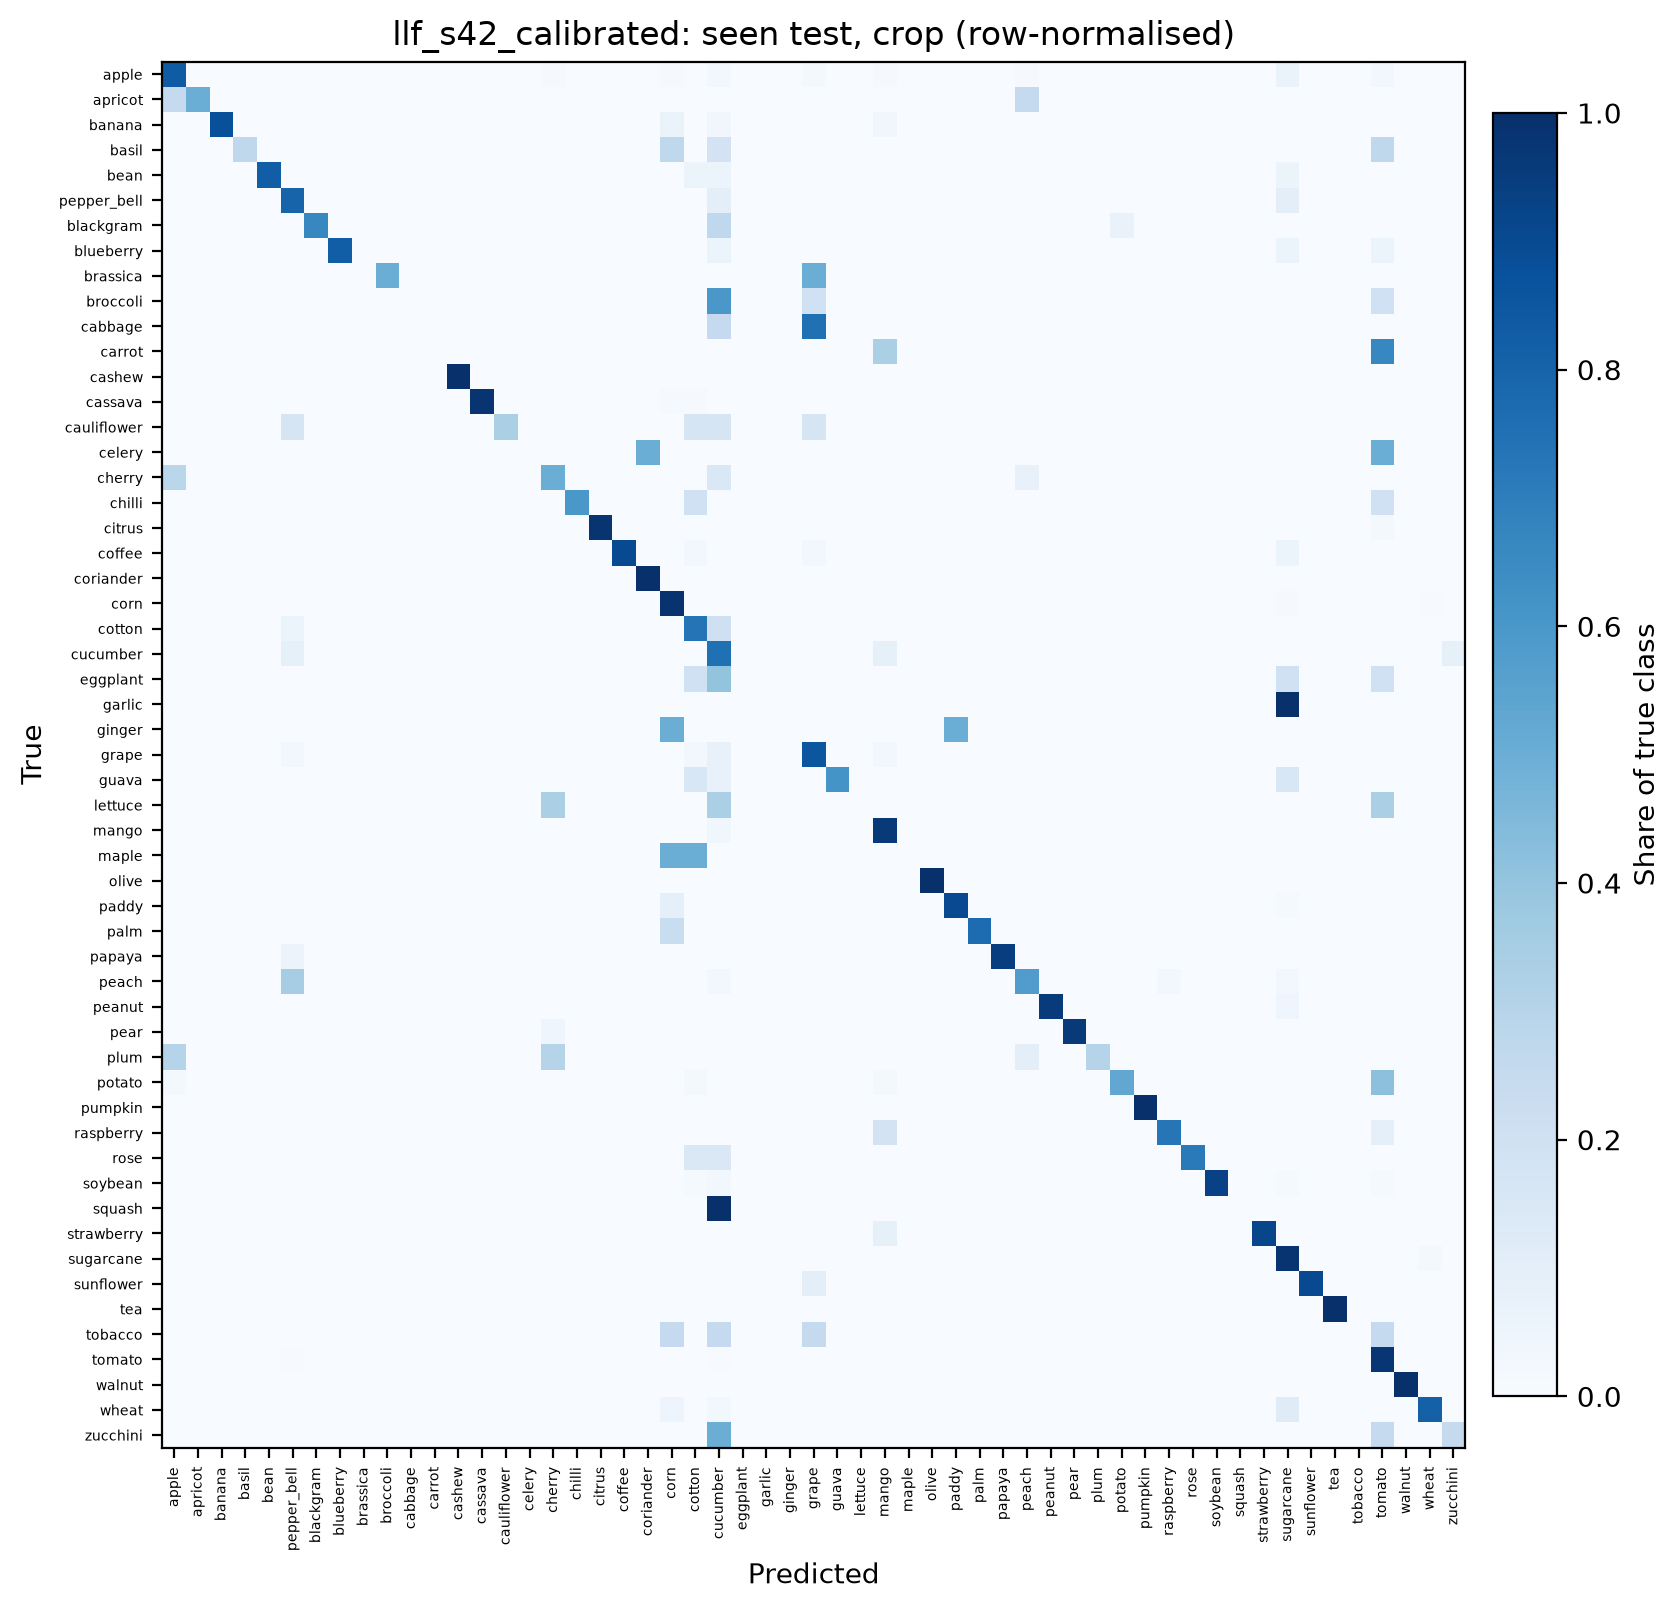 llf_s42_calibrated: seen test, crop (row-normalised)
True
apple
apricot
banana
basil
bean
pepper_bell
blackgram
blueberry
brassica
broccoli
cabbage
carrot
cashew
cassava
cauliflower
celery
cherry
chilli
citrus
coffee
coriander
corn
cotton
cucumber
eggplant
garlic
ginger
grape
guava
lettuce
mango
maple
olive
paddy
palm
papaya
peach
peanut
pear
plum
potato
pumpkin
raspberry
rose
soybean
squash
strawberry
sugarcane
sunflower
tea
tobacco
tomato
walnut
wheat
zucchini
apple
apricot
banana
basil
bean
pepper_bell
blackgram
blueberry
brassica
broccoli
cabbage
carrot
cashew
cassava
cauliflower
celery
cherry
chilli
citrus
coffee
coriander
corn
cotton
cucumber
eggplant
garlic
ginger
grape
guava
lettuce
mango
maple
olive
paddy
palm
papaya
peach
peanut
pear
plum
potato
pumpkin
raspberry
rose
soybean
squash
strawberry
sugarcane
sunflower
tea
tobacco
tomato
walnut
wheat
zucchini
Predicted
1.0
0.8
0.6
0.4
0.2
0.0
Share of true class